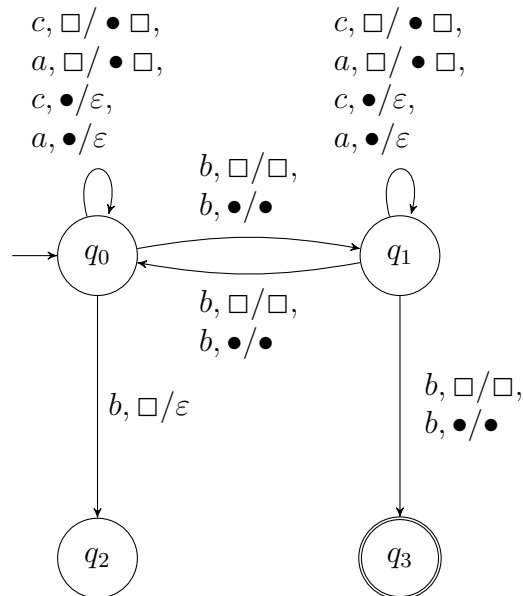 c, □/ • □,
a, □/ • □,
c, •/ε,
a, •/ε
c, □/ • □,
a, □/ • □,
c, •/ε,
a, •/ε
b, □/□,
b, •/•
q₀
q₁
b, □/□,
b, •/•
b, □/ε
b, □/□,
b, •/•
q₂
q₃